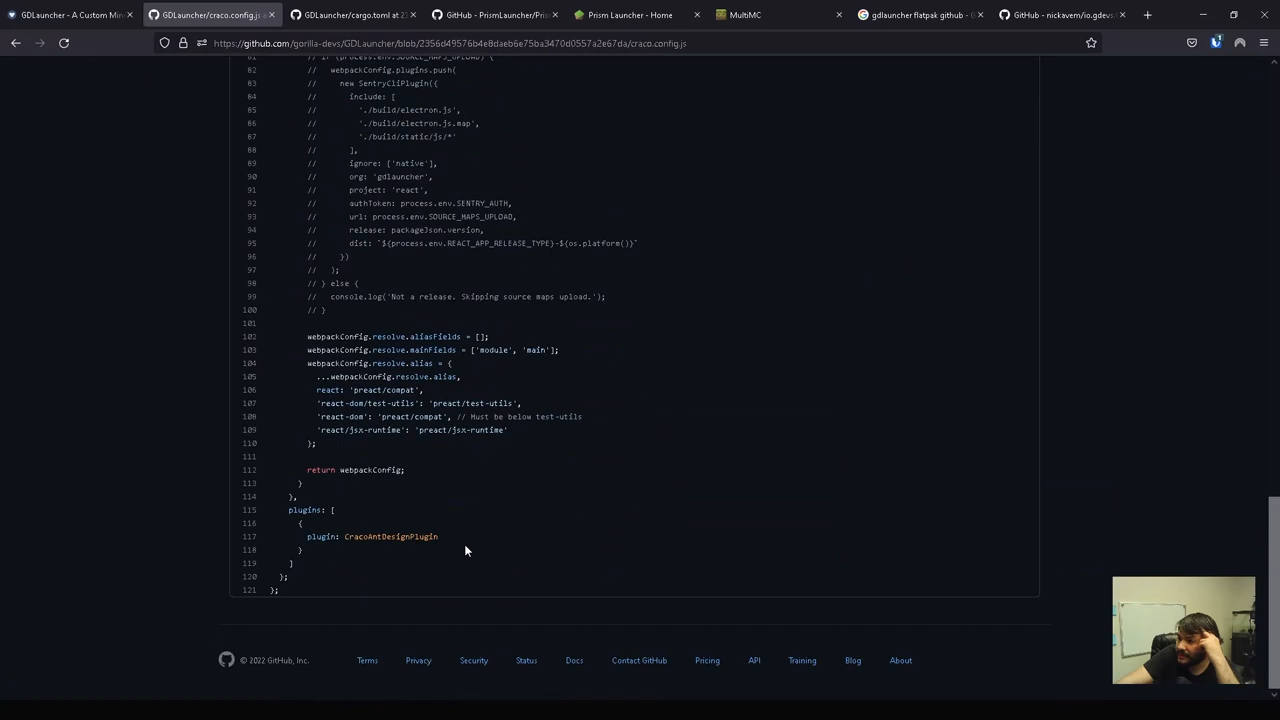 GDLauncher - A Custom Min
GDLauncher/craco.config.js a
GDLauncher/cargo.toml at 23
GitHub - PrismLauncher/Pris
Prism Launcher - Home
MultiMC
gdlauncher flatpak github - G
GitHub - nickavem/io.gdevs.
https://github.com/gorilla-devs/GDLauncher/blob/2356d49576b4e8daeb6e75ba3470d0557a2e67da/craco.config.js
81 // if (process.env.SOURCE_MAPS_UPLOAD) {
82 // webpackConfig.plugins.push(
83 // new SentryCliPlugin({
84 // include: [
85 // './build/electron.js',
86 // './build/electron.js.map',
87 // './build/static/js/*'
88 // ],
89 // ignore: ['native'],
90 // org: 'gdlauncher',
91 // project: 'react',
92 // authToken: process.env.SENTRY_AUTH,
93 // url: process.env.SOURCE_MAPS_UPLOAD,
94 // release: packageJson.version,
95 // dist: `${process.env.REACT_APP_RELEASE_TYPE}-${os.platform()}`
96 // })
97 // );
98 // } else {
99 // console.log('Not a release. Skipping source maps upload.');
100 // }
101
102 webpackConfig.resolve.aliasFields = [];
103 webpackConfig.resolve.mainFields = ['module', 'main'];
104 webpackConfig.resolve.alias = {
105 ...webpackConfig.resolve.alias,
106 react: 'preact/compat',
107 'react-dom/test-utils': 'preact/test-utils',
108 'react-dom': 'preact/compat', // Must be below test-utils
109 'react/jsx-runtime': 'preact/jsx-runtime'
110 };
111
112 return webpackConfig;
113 }
114 },
115 plugins: [
116 {
117 plugin: CracoAntDesignPlugin
118 }
119 ]
120 };
121 };
© 2022 GitHub, Inc.
Terms
Privacy
Security
Status
Docs
Contact GitHub
Pricing
API
Training
Blog
About